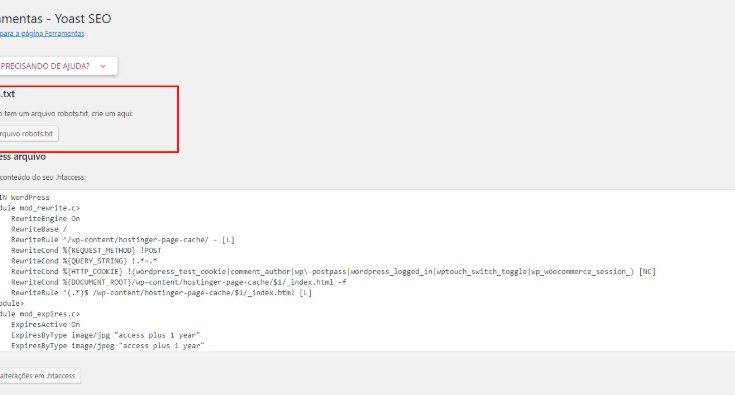 amentas - Yoast SEO
para a página Ferramentas
PRECISANDO DE AJUDA?
.txt
o tem um arquivo robots.txt, crie um aqui:
rquivo robots.txt
ess arquivo
conteúdo do seu .htaccess:
IN WordPress
dule mod_rewrite.c>
RewriteEngine On
RewriteBase /
RewriteRule ^/wp-content/hostinger-page-cache/ - [L]
RewriteCond %{REQUEST_METHOD} !POST
RewriteCond %{QUERY_STRING} !.*=.*
RewriteCond %{HTTP_COOKIE} !(wordpress_test_cookie|comment_author|wp\-postpass|wordpress_logged_in|wptouch_switch_toggle|wp_woocommerce_session_) [NC]
RewriteCond %{DOCUMENT_ROOT}/wp-content/hostinger-page-cache/$1/_index.html -f
RewriteRule ^(.*)$ /wp-content/hostinger-page-cache/$1/_index.html [L]
odule>
dule mod_expires.c>
ExpiresActive On
ExpiresByType image/jpg "access plus 1 year"
ExpiresByType image/jpeg "access plus 1 year"
alterações em .htaccess